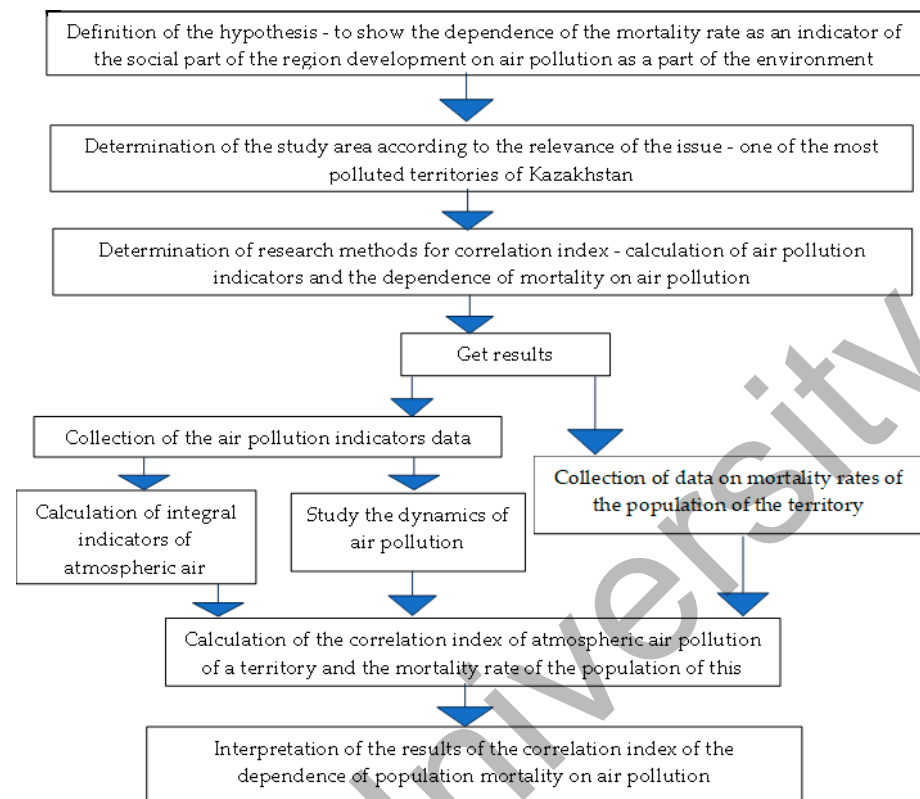 Definition of the hypothesis - to show the dependence of the mortality rate as an indicator of
the social part of the region development on air pollution as a part of the environment
Determination of the study area according to the relevance of the issue - one of the most
polluted territories of Kazakhstan
Determination of research methods for correlation index - calculation of air pollution
indicators and the dependence of mortality on air pollution
Get results
Collection of the air pollution indicators data
Collection of data on mortality rates of
the population of the territory
Calculation of integral
indicators of
atmospheric air
Study the dynamics of
air pollution
Calculation of the correlation index of atmospheric air pollution
of a territory and the mortality rate of the population of this
Interpretation of the results of the correlation index of the
dependence of population mortality on air pollution
University